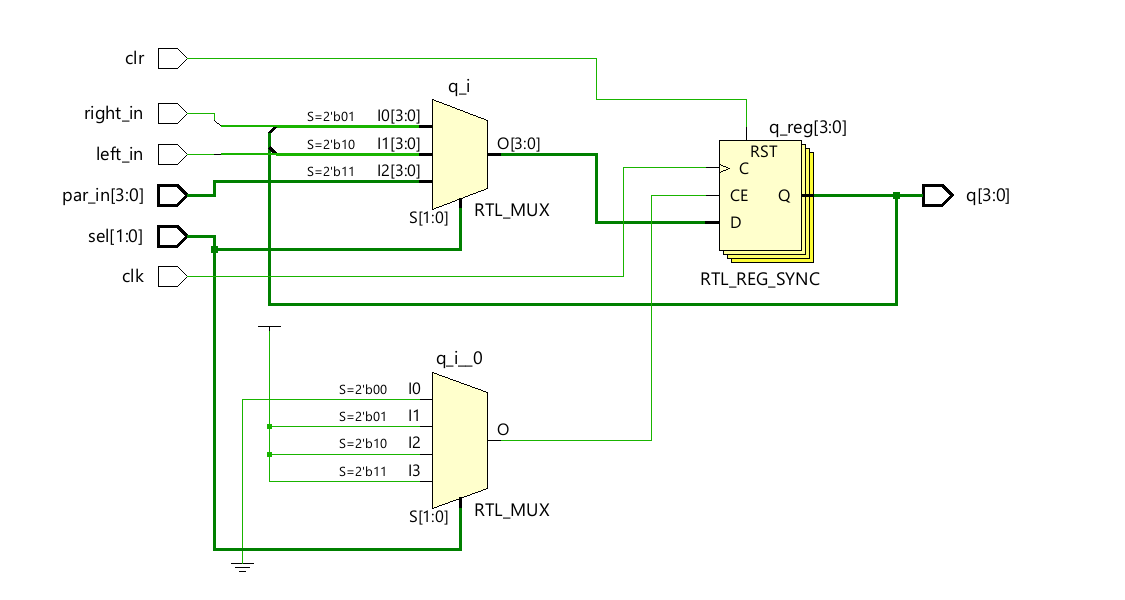 clr
q_i
right_in
S=2'b01 I0[3:0]
q_reg[3:0]
left_in
S=2'b10 I1[3:0]
O[3:0]
RST
C
par_in[3:0]
S=2'b11 I2[3:0]
CE Q
q[3:0]
S[1:0]
RTL_MUX
D
sel[1:0]
clk
RTL_REG_SYNC
q_i__0
S=2'b00 I0
S=2'b01 I1
O
S=2'b10 I2
S=2'b11 I3
S[1:0]
RTL_MUX